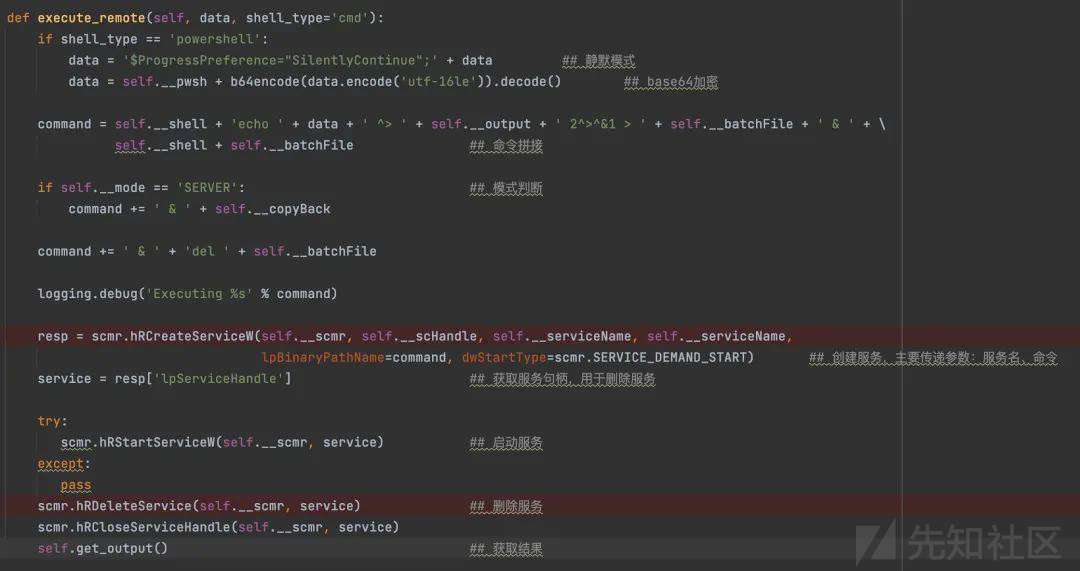 def execute_remote(self, data, shell_type='cmd'):
if shell_type == 'powershell':
data = '$ProgressPreference="SilentlyContinue";' + data ## 静默模式
data = self.__pwsh + b64encode(data.encode('utf-16le')).decode() ## base64加密
command = self.__shell + 'echo ' + data + ' ^> ' + self.__output + ' 2^>^&1 > ' + self.__batchFile + ' & ' + \
self.__shell + self.__batchFile ## 命令拼接
if self.__mode == 'SERVER': ## 模式判断
command += ' & ' + self.__copyBack
command += ' & ' + 'del ' + self.__batchFile
logging.debug('Executing %s' % command)
resp = scmr.hRCreateServiceW(self.__scmr, self.__scHandle, self.__serviceName, self.__serviceName,
lpBinaryPathName=command, dwStartType=scmr.SERVICE_DEMAND_START) ## 创建服务，主要传递参数：服务名、命令
service = resp['lpServiceHandle'] ## 获取服务句柄，用于删除服务
try:
scmr.hRStartServiceW(self.__scmr, service) ## 启动服务
except:
pass
scmr.hRDeleteService(self.__scmr, service) ## 删除服务
scmr.hRCloseServiceHandle(self.__scmr, service)
self.get_output() ## 获取结果
先知社区